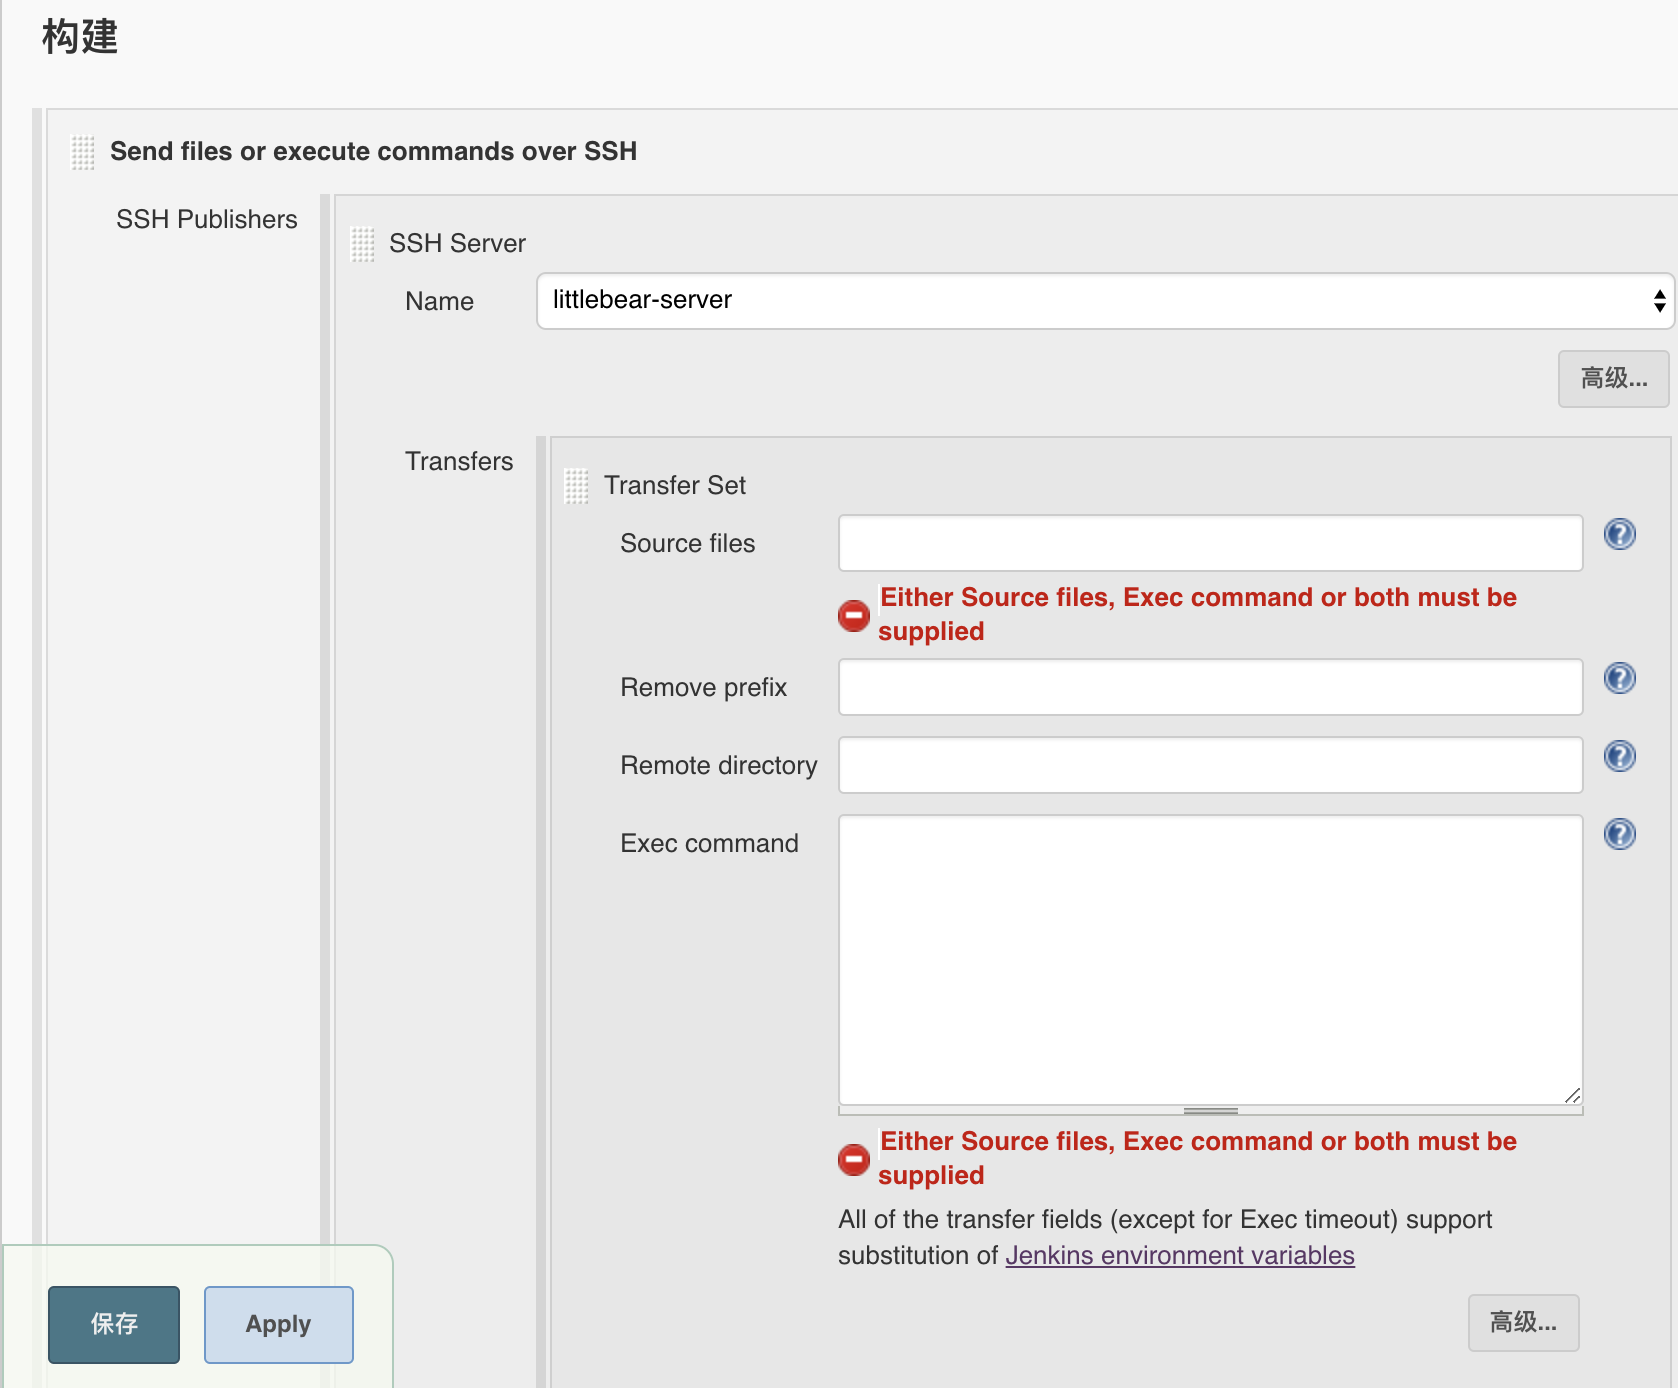 构建
Send files or execute commands over SSH
SSH Publishers
SSH Server
Name
littlebear-server
高级...
Transfers
Transfer Set
Source files
Either Source files, Exec command or both must be
supplied
Remove prefix
Remote directory
Exec command
Either Source files, Exec command or both must be
supplied
All of the transfer fields (except for Exec timeout) support
substitution of Jenkins environment variables
高级...
保存
Apply